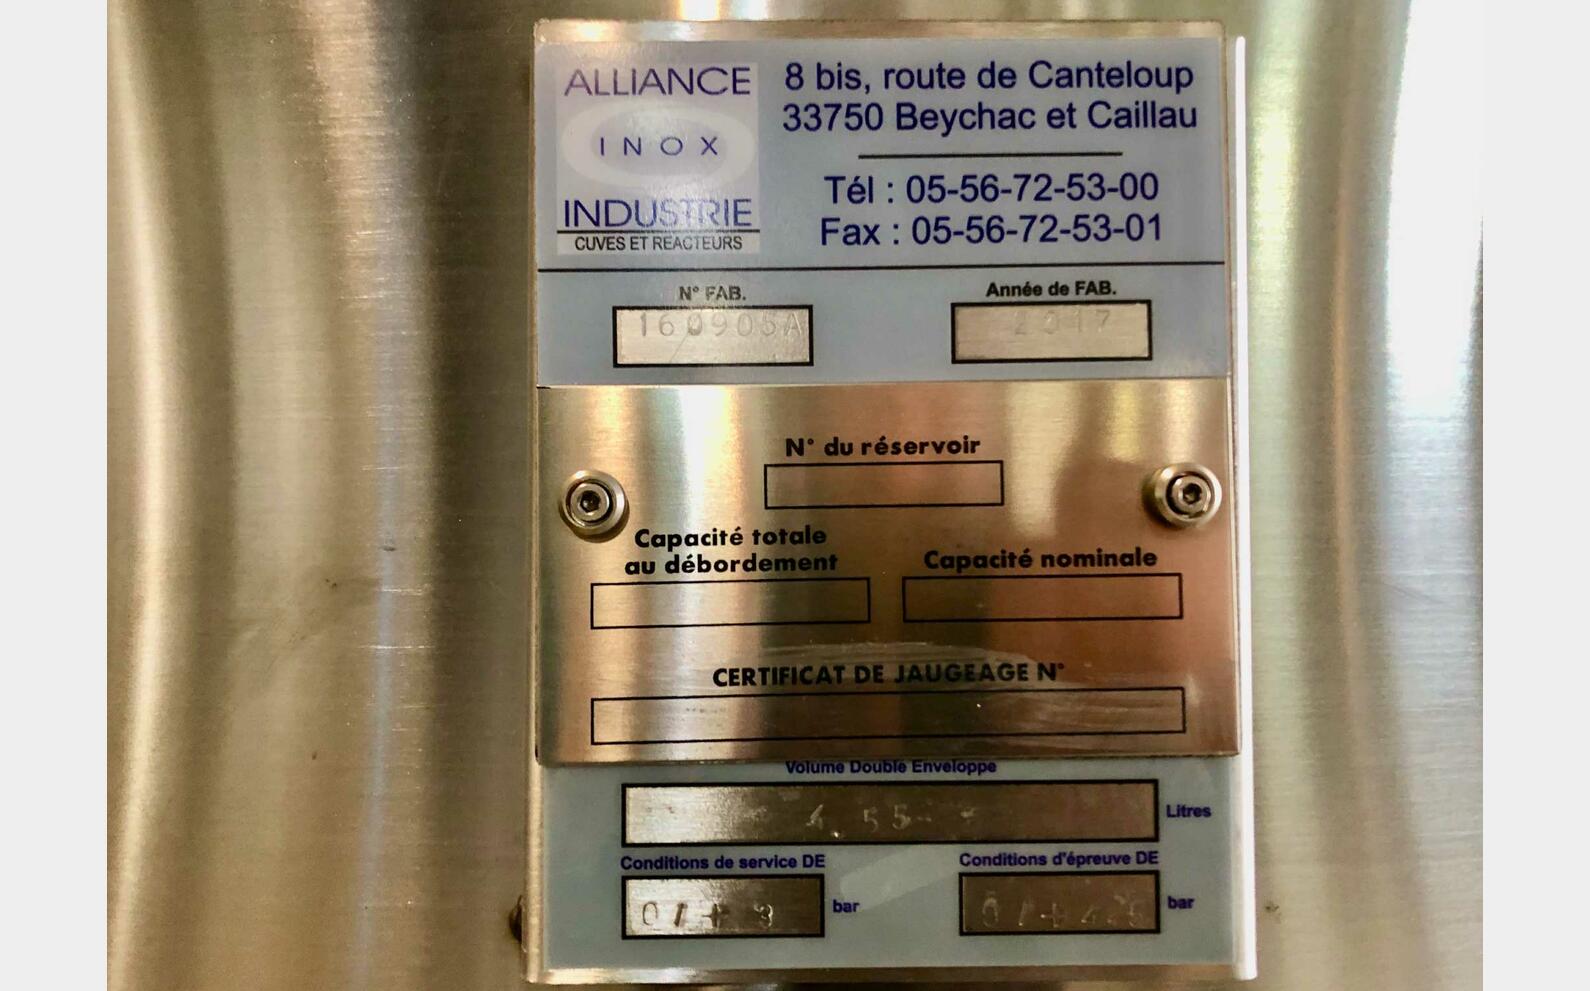 ALLIANCE
INOX
INDUSTRIE
CUVES ET REACTEURS
8 bis, route de Canteloup
33750 Beychac et Caillau
Tél : 05-56-72-53-00
Fax : 05-56-72-53-01
N° FAB.
160905A
Année de FAB.
2017
N° du réservoir
Capacité totale
au débordement
Capacité nominale
CERTIFICAT DE JAUGEAGE N°
Volume Double Enveloppe
Litres
Conditions de service DE
0/+3
bar
Conditions d'épreuve DE
bar